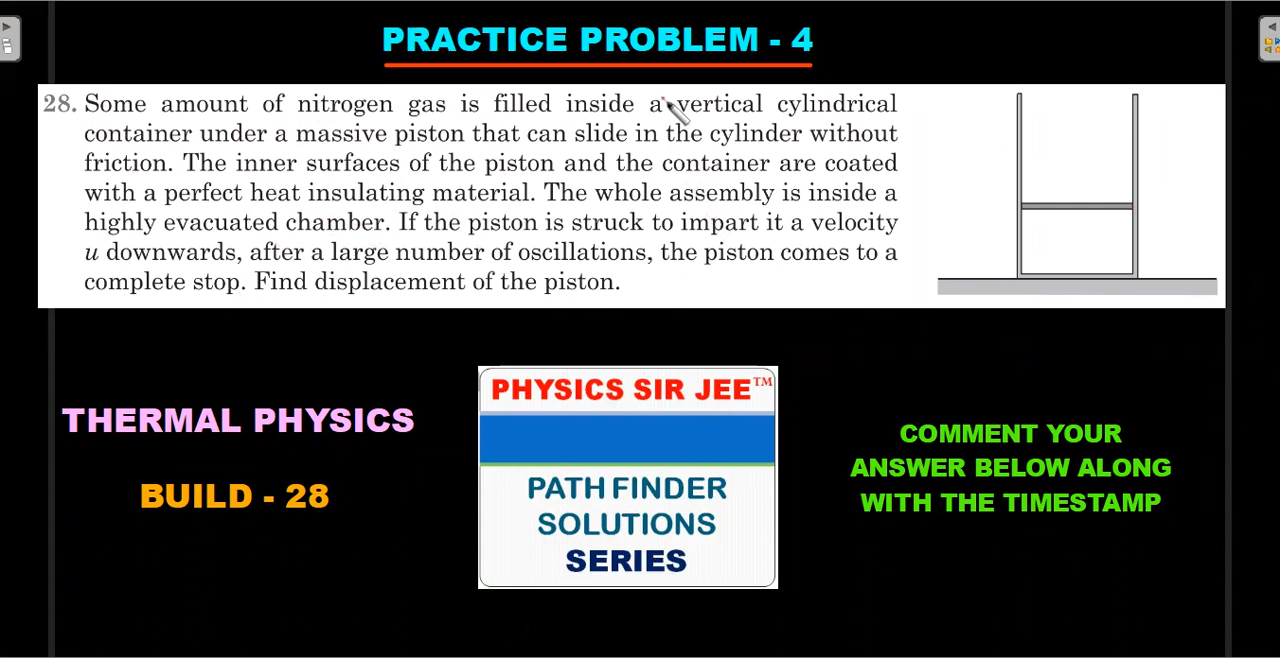 PRACTICE PROBLEM - 4
28. Some amount of nitrogen gas is filled inside a vertical cylindrical
container under a massive piston that can slide in the cylinder without
friction. The inner surfaces of the piston and the container are coated
with a perfect heat insulating material. The whole assembly is inside a
highly evacuated chamber. If the piston is struck to impart it a velocity
u downwards, after a large number of oscillations, the piston comes to a
complete stop. Find displacement of the piston.
THERMAL PHYSICS
BUILD - 28
PHYSICS SIR JEE™
PATH FINDER
SOLUTIONS
SERIES
COMMENT YOUR
ANSWER BELOW ALONG
WITH THE TIMESTAMP